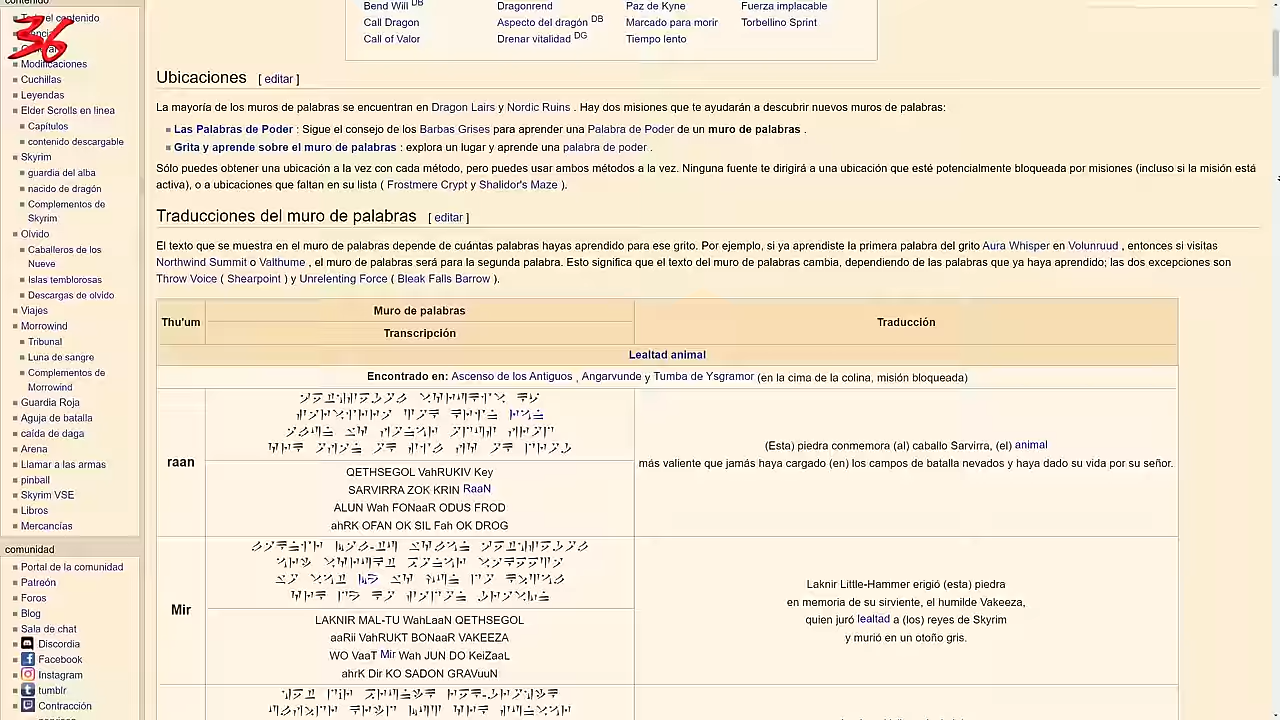 contenido
36
Modificaciones
Cuchillas
Leyendas
Elder Scrolls en linea
Capítulos
contenido descargable
Skyrim
guardia del alba
nacido de dragón
Complementos de
Skyrim
Olvido
Caballeros de los
Nueve
Islas temblorosas
Descargas de olvido
Viajes
Morrowind
Tribunal
Luna de sangre
Complementos de
Morrowind
Guardia Roja
Aguja de batalla
caída de daga
Arena
Llamar a las armas
pinball
Skyrim VSE
Libros
Mercancías
comunidad
Portal de la comunidad
Patreón
Foros
Blog
Sala de chat
Discordia
Facebook
Instagram
tumblr
Contracción
Bend Will DB Dragonrend Paz de Kyne Fuerza implacable
Call Dragon Aspecto del dragón DB Marcado para morir Torbellino Sprint
Call of Valor Drenar vitalidad DG Tiempo lento
Ubicaciones [ editar ]
La mayoría de los muros de palabras se encuentran en Dragon Lairs y Nordic Ruins . Hay dos misiones que te ayudarán a descubrir nuevos muros de palabras:
Las Palabras de Poder : Sigue el consejo de los Barbas Grises para aprender una Palabra de Poder de un muro de palabras .
Grita y aprende sobre el muro de palabras : explora un lugar y aprende una palabra de poder .
Sólo puedes obtener una ubicación a la vez con cada método, pero puedes usar ambos métodos a la vez. Ninguna fuente te dirigirá a una ubicación que esté potencialmente bloqueada por misiones (incluso si la misión está
activa), o a ubicaciones que faltan en su lista ( Frostmere Crypt y Shalidor's Maze ).
Traducciones del muro de palabras [ editar ]
El texto que se muestra en el muro de palabras depende de cuántas palabras hayas aprendido para ese grito. Por ejemplo, si ya aprendiste la primera palabra del grito Aura Whisper en Volunruud , entonces si visitas
Northwind Summit o Valthume , el muro de palabras será para la segunda palabra. Esto significa que el texto del muro de palabras cambia, dependiendo de las palabras que ya haya aprendido; las dos excepciones son
Throw Voice ( Shearpoint ) y Unrelenting Force ( Bleak Falls Barrow ).
Thu'um Muro de palabras Traducción
Transcripción
Lealtad animal
Encontrado en: Ascenso de los Antiguos , Angarvunde y Tumba de Ysgramor (en la cima de la colina, misión bloqueada)
raan
QETHSEGOL VahRUKIV Key
SARVIRRA ZOK KRIN RaaN
ALUN Wah FONaaR ODUS FROD
ahRK OFAN OK SIL Fah OK DROG
(Esta) piedra conmemora (al) caballo Sarvirra, (el) animal
más valiente que jamás haya cargado (en) los campos de batalla nevados y haya dado su vida por su señor.
Mir
LAKNIR MAL-TU WahLaaN QETHSEGOL
aaRii VahRUKT BONaaR VAKEEZA
WO VaaT Mir Wah JUN DO KeiZaaL
ahrK Dir KO SADON GRAVuuN
Laknir Little-Hammer erigió (esta) piedra
en memoria de su sirviente, el humilde Vakeeza,
quien juró lealtad a (los) reyes de Skyrim
y murió en un otoño gris.